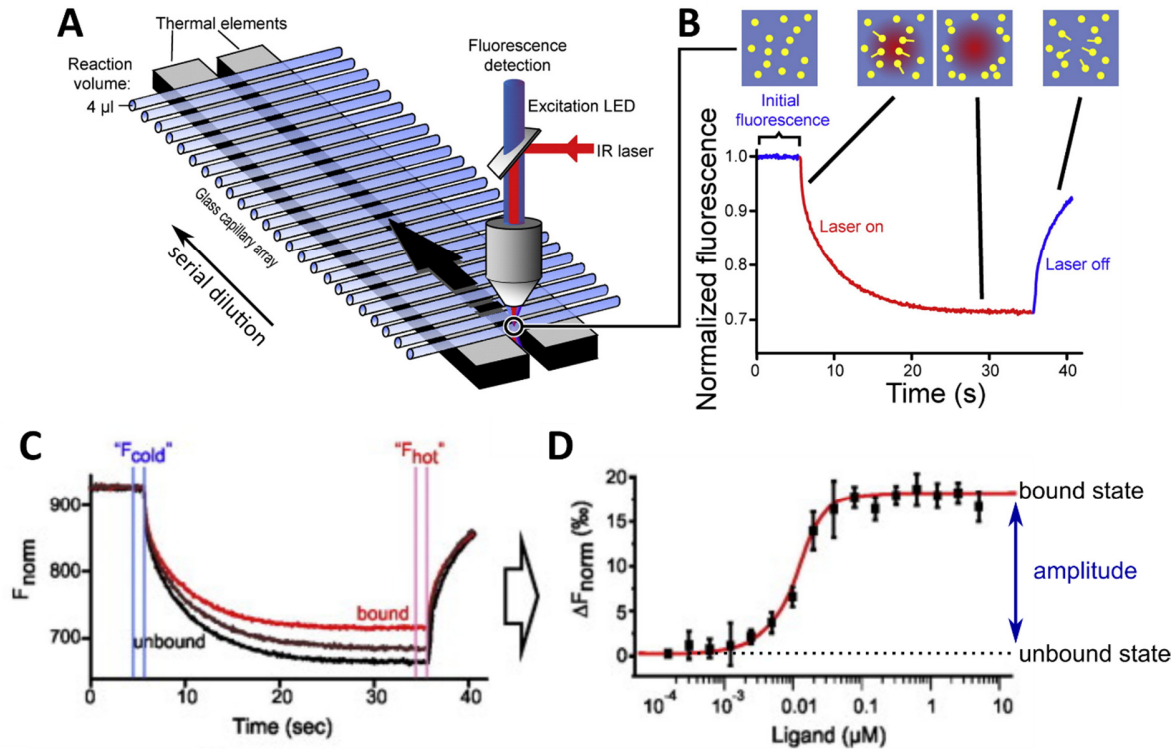 A
Thermal elements
Reaction
volume:
4 µl
Fluorescence
detection
Excitation LED
IR laser
Glass capillary array
serial dilution
B
Initial
fluorescence
Normalized fluorescence
1.0
0.9
0.8
0.7
Laser on
Laser off
0 10 20 30 40
Time (s)
C
"Fcold"
"Fhot"
Fnorm
900
800
700
bound
unbound
0 10 20 30 40
Time (sec)
D
ΔFnorm (‰)
20
15
10
5
0
bound state
amplitude
unbound state
10⁻⁴ 10⁻³ 0.01 0.1 1 10
Ligand (µM)